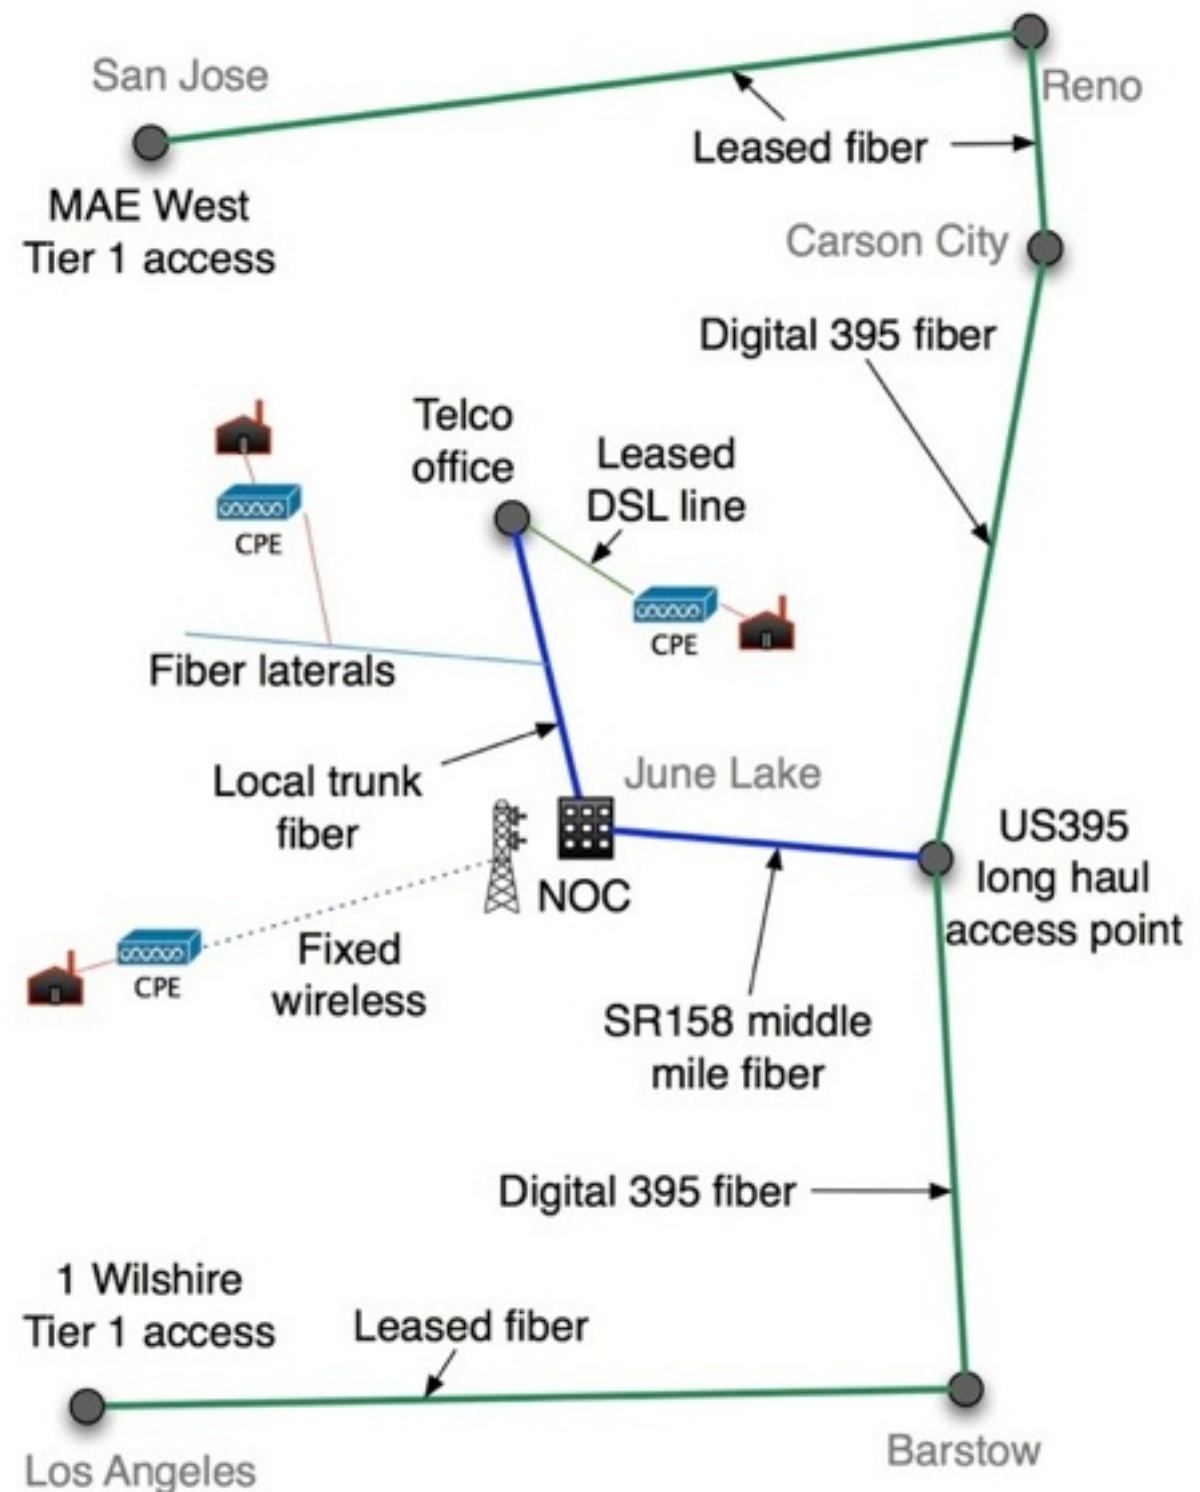 San Jose
Reno
Leased fiber
MAE West
Tier 1 access
Carson City
Digital 395 fiber
Telco
office
Leased
DSL line
CPE
CPE
Fiber laterals
Local trunk
fiber
June Lake
US395
long haul
access point
NOC
Fixed
wireless
CPE
SR158 middle
mile fiber
Digital 395 fiber
1 Wilshire
Tier 1 access
Leased fiber
Los Angeles
Barstow